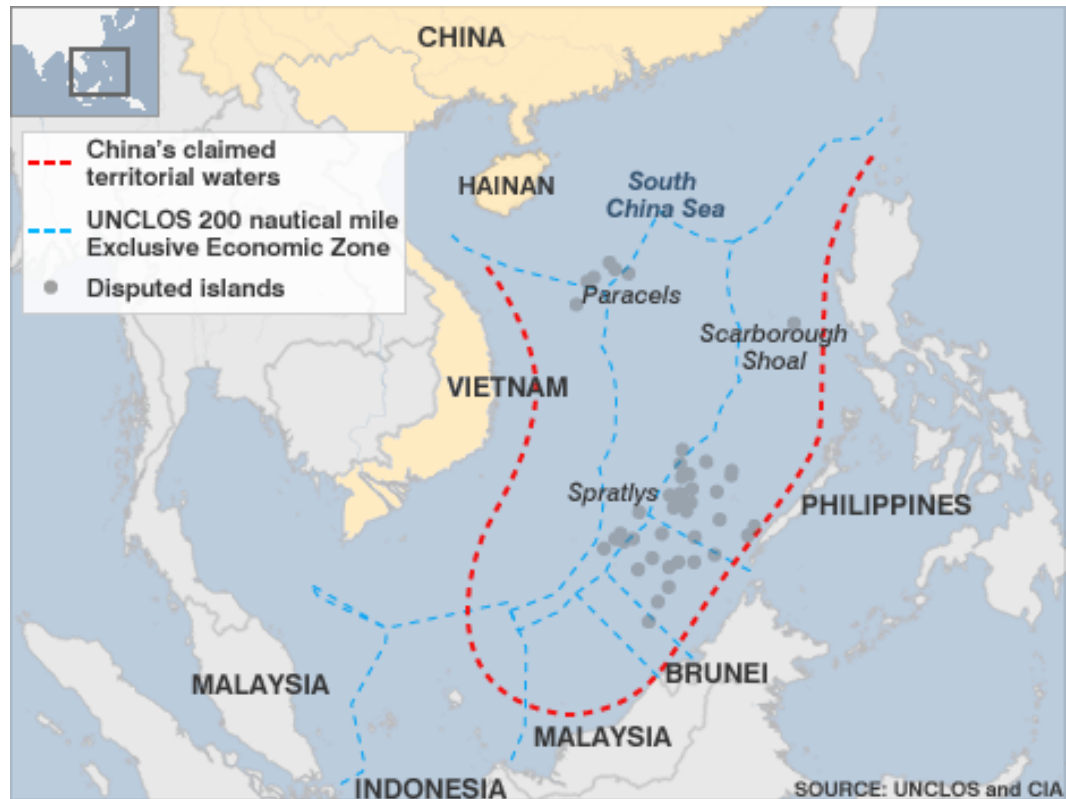 CHINA
China's claimed
territorial waters
UNCLOS 200 nautical mile
Exclusive Economic Zone
Disputed islands
HAINAN
South
China Sea
Paracels
Scarborough
Shoal
VIETNAM
Spratlys
PHILIPPINES
MALAYSIA
BRUNEI
MALAYSIA
INDONESIA
SOURCE: UNCLOS and CIA